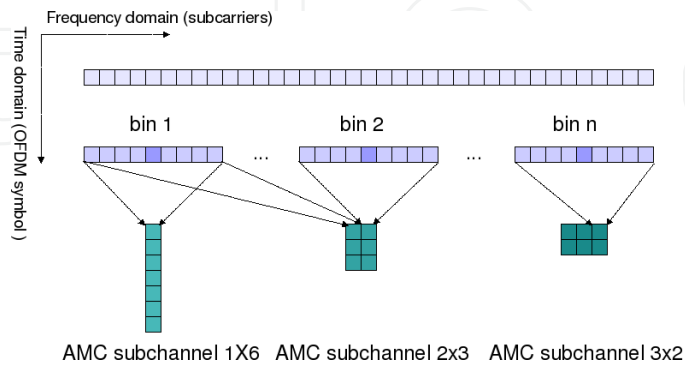 Frequency domain (subcarriers)
Time domain (OFDM symbol )
bin 1
bin 2
bin n
...
...
AMC subchannel 1X6
AMC subchannel 2x3
AMC subchannel 3x2